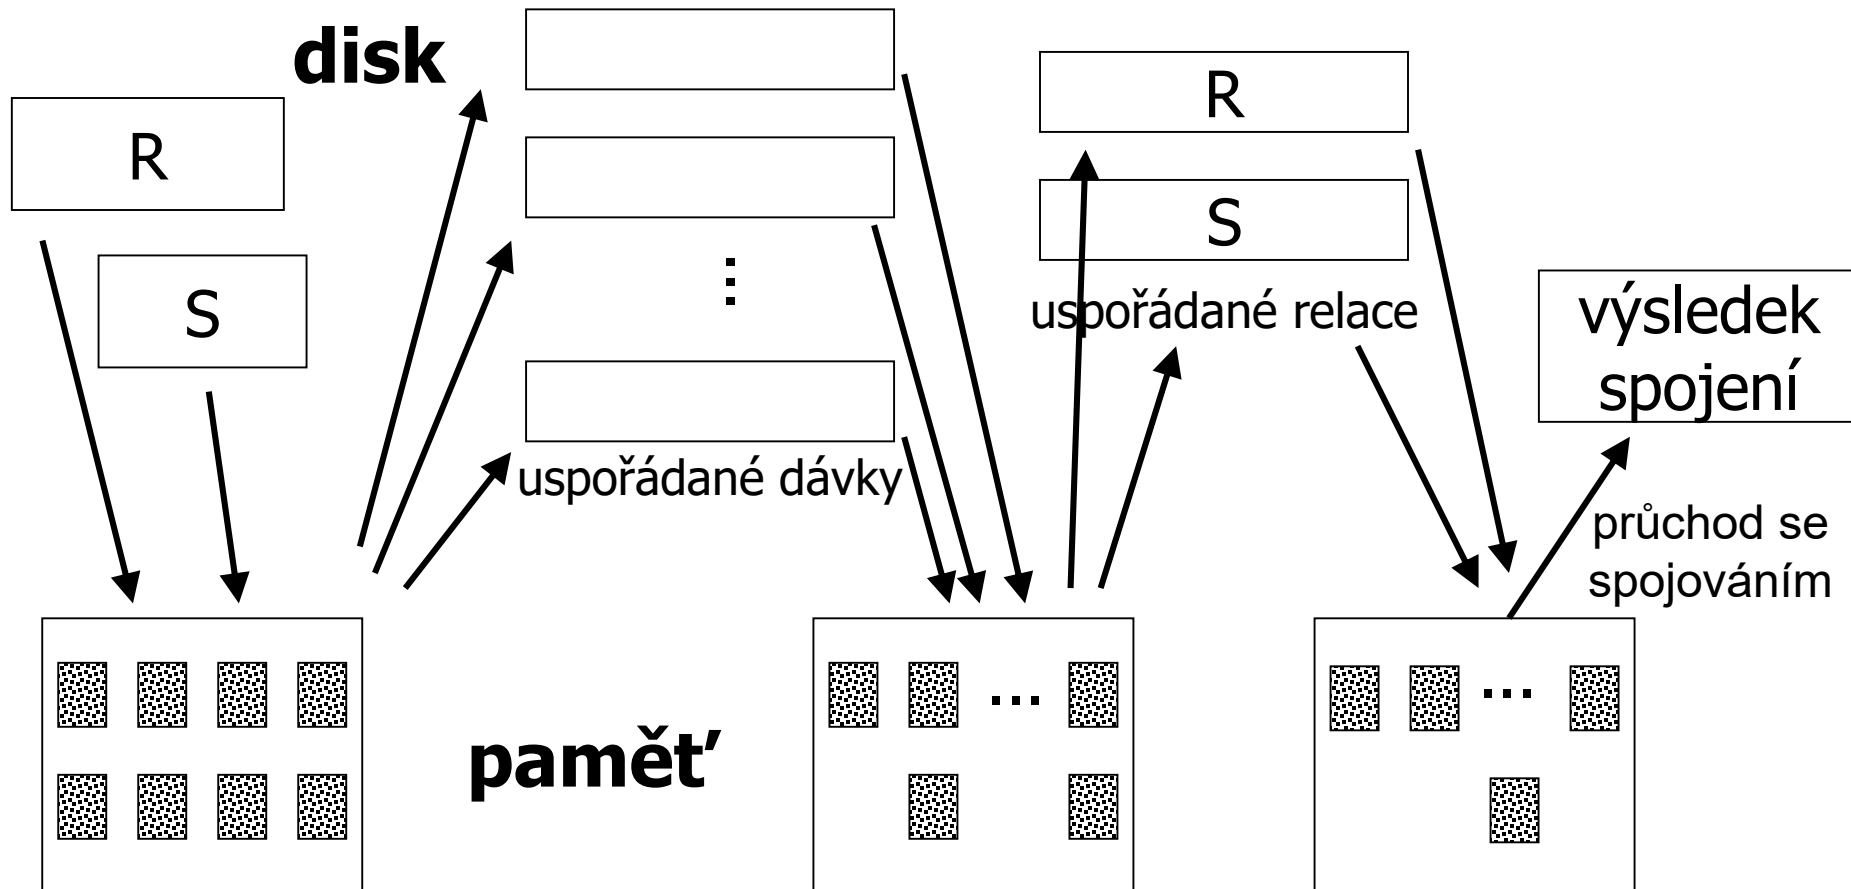 disk
R
S
uspořádané dávky
R
S
uspořádané relace
výsledek
spojení
průchod se
spojováním
paměť